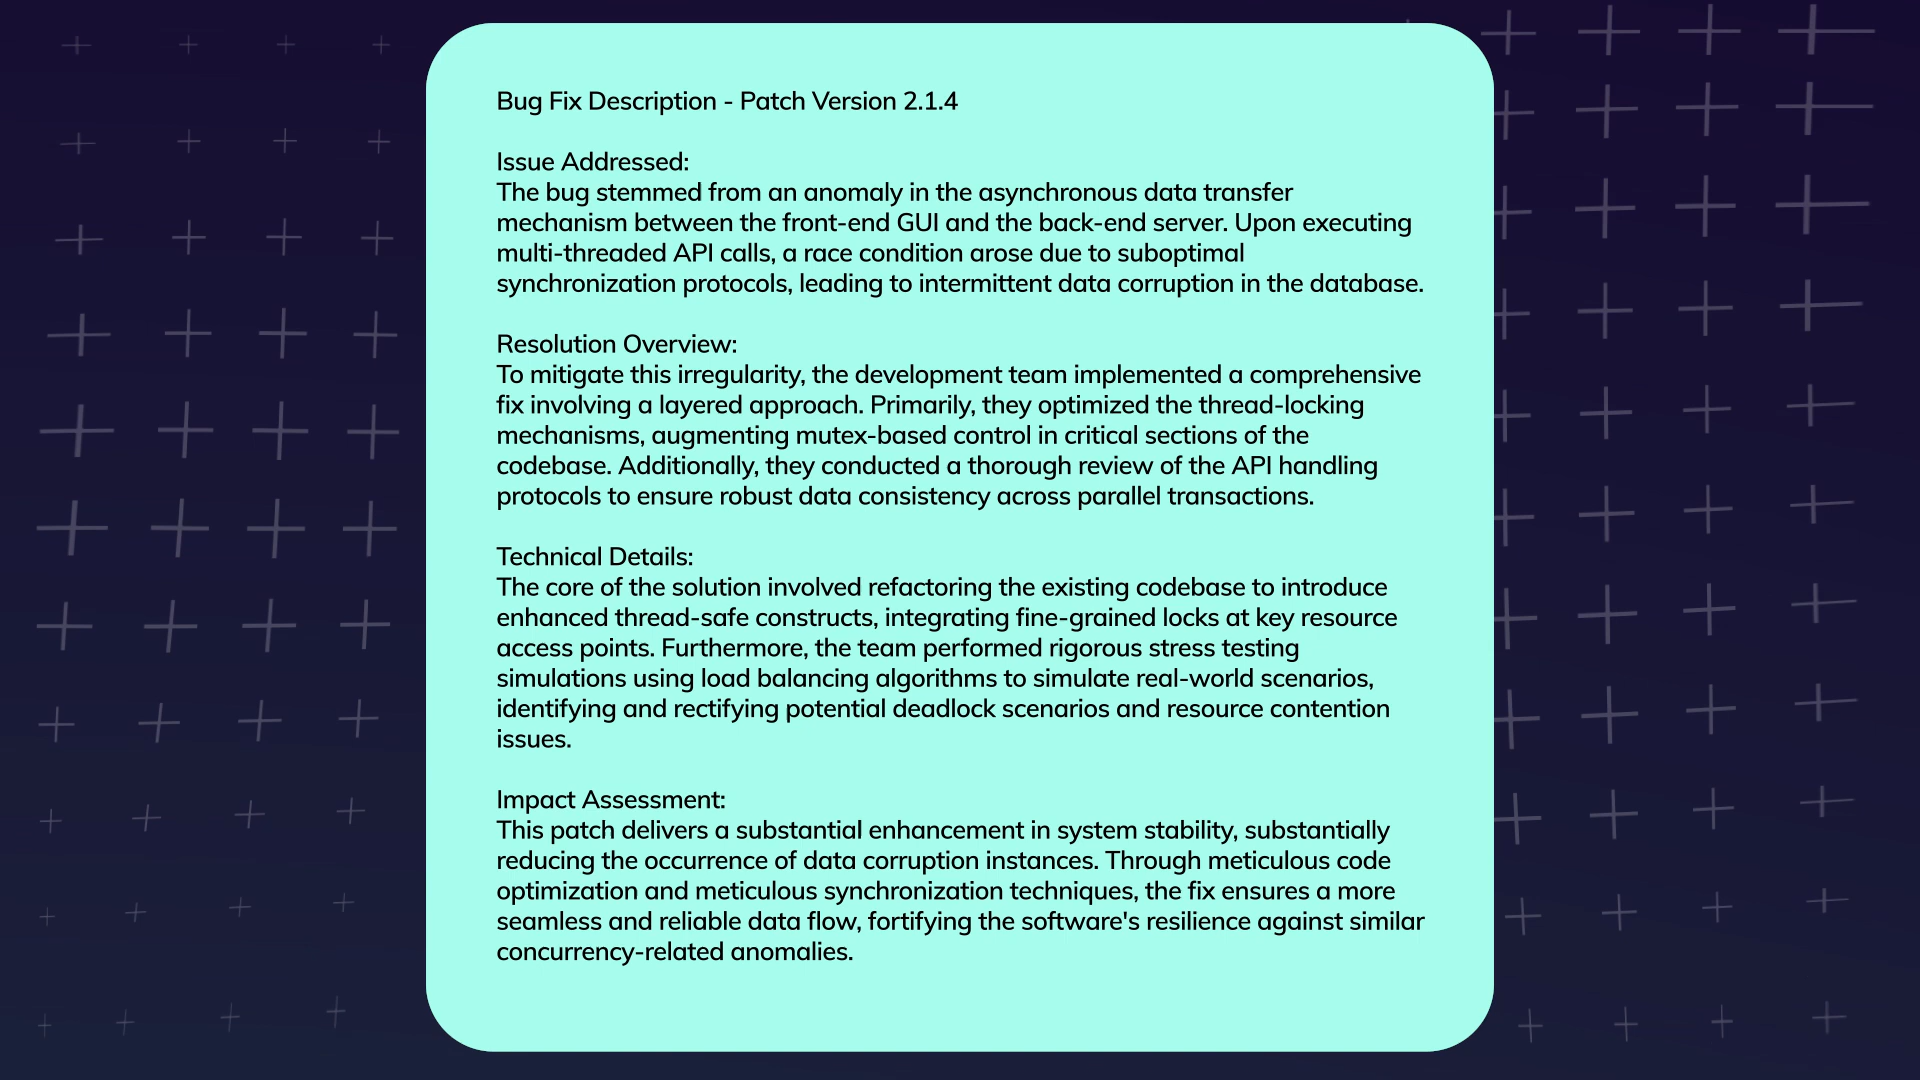 Bug Fix Description - Patch Version 2.1.4
Issue Addressed:
The bug stemmed from an anomaly in the asynchronous data transfer
mechanism between the front-end GUI and the back-end server. Upon executing
multi-threaded API calls, a race condition arose due to suboptimal
synchronization protocols, leading to intermittent data corruption in the database.
Resolution Overview:
To mitigate this irregularity, the development team implemented a comprehensive
fix involving a layered approach. Primarily, they optimized the thread-locking
mechanisms, augmenting mutex-based control in critical sections of the
codebase. Additionally, they conducted a thorough review of the API handling
protocols to ensure robust data consistency across parallel transactions.
Technical Details:
The core of the solution involved refactoring the existing codebase to introduce
enhanced thread-safe constructs, integrating fine-grained locks at key resource
access points. Furthermore, the team performed rigorous stress testing
simulations using load balancing algorithms to simulate real-world scenarios,
identifying and rectifying potential deadlock scenarios and resource contention
issues.
Impact Assessment:
This patch delivers a substantial enhancement in system stability, substantially
reducing the occurrence of data corruption instances. Through meticulous code
optimization and meticulous synchronization techniques, the fix ensures a more
seamless and reliable data flow, fortifying the software's resilience against similar
concurrency-related anomalies.